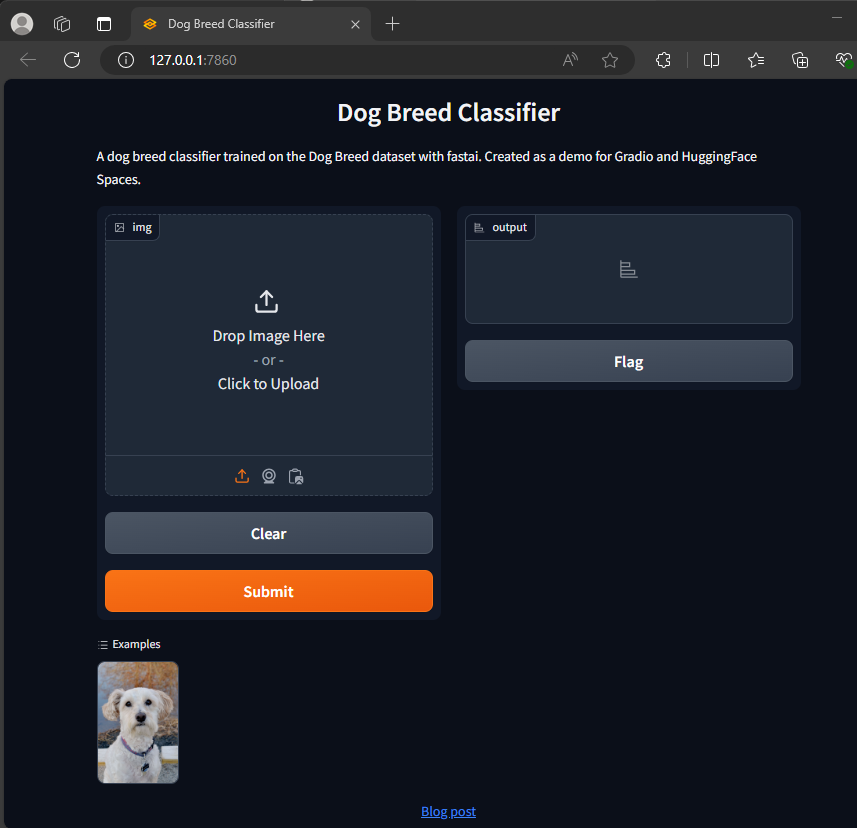 Dog Breed Classifier
127.0.0.1:7860
Dog Breed Classifier
A dog breed classifier trained on the Dog Breed dataset with fastai. Created as a demo for Gradio and HuggingFace
Spaces.
img
Drop Image Here
- or -
Click to Upload
Clear
Submit
output
Flag
Examples
Blog post